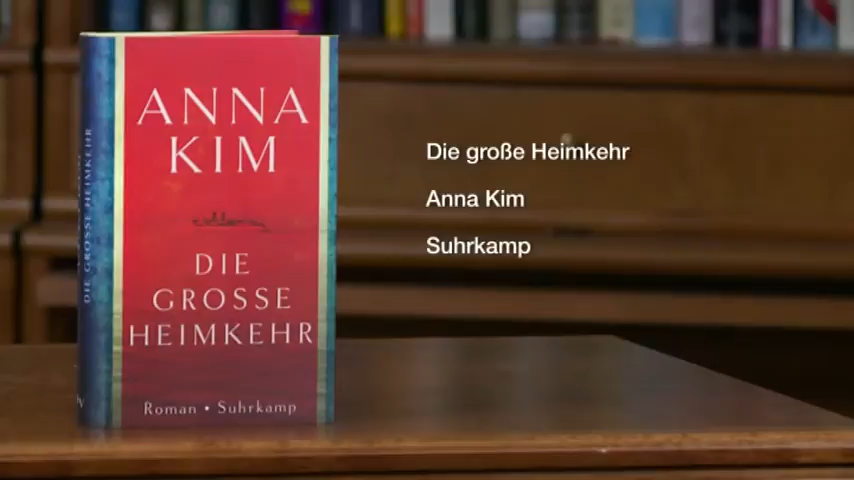 ANNA
KIM
DIE
GROSSE
HEIMKEHR
Roman • Suhrkamp
DIE GROSSE HEIMKEHR
Die große Heimkehr
Anna Kim
Suhrkamp